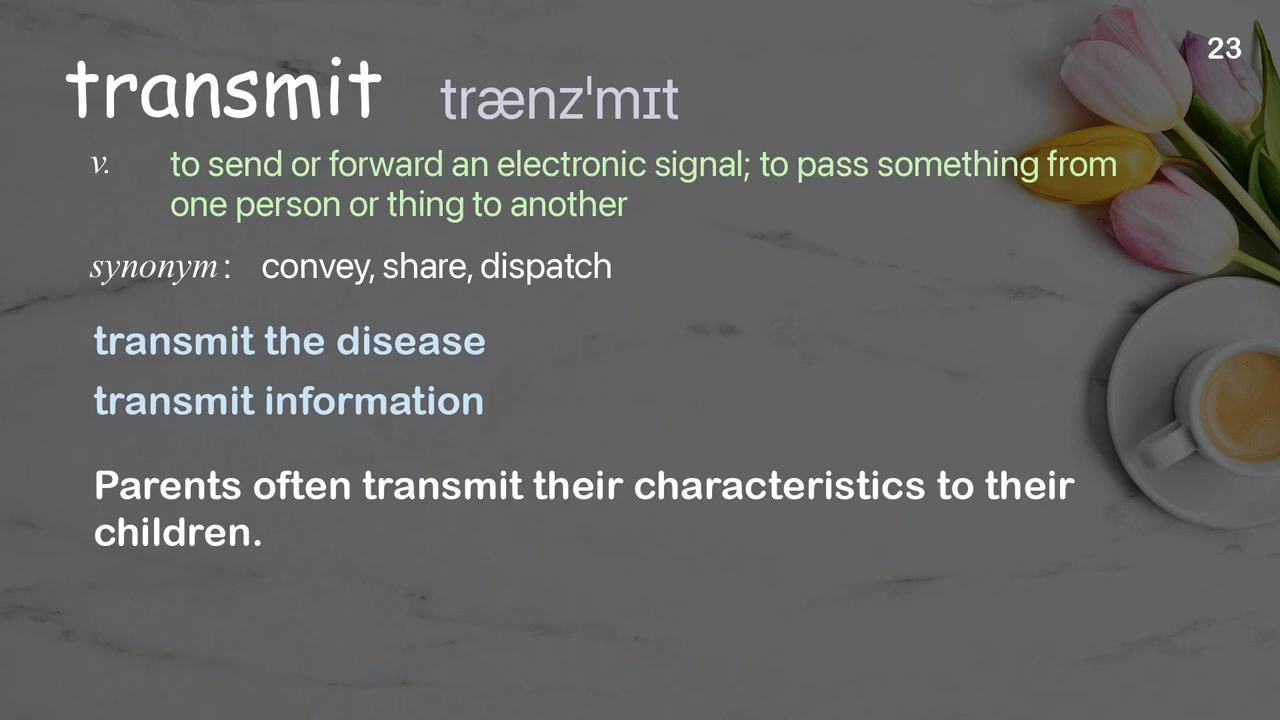 23
transmit trænzˈmɪt
v. to send or forward an electronic signal; to pass something from
one person or thing to another
synonym: convey, share, dispatch
transmit the disease
transmit information
Parents often transmit their characteristics to their
children.